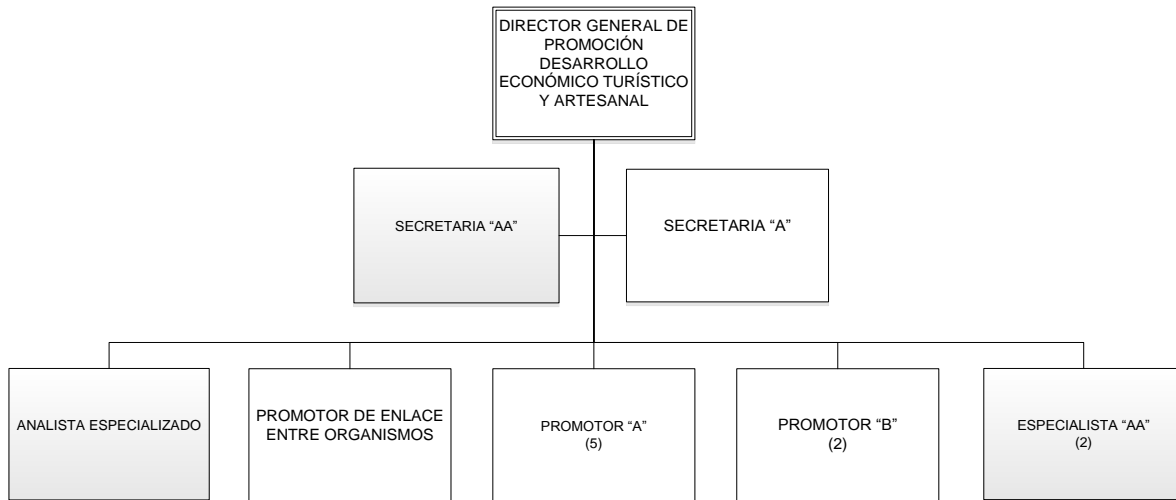 DIRECTOR GENERAL DE
PROMOCIÓN
DESARROLLO
ECONÓMICO TURÍSTICO
Y ARTESANAL
SECRETARIA “AA”
SECRETARIA “A”
ANALISTA ESPECIALIZADO
PROMOTOR DE ENLACE
ENTRE ORGANISMOS
PROMOTOR “A”
(5)
PROMOTOR “B”
(2)
ESPECIALISTA “AA”
(2)